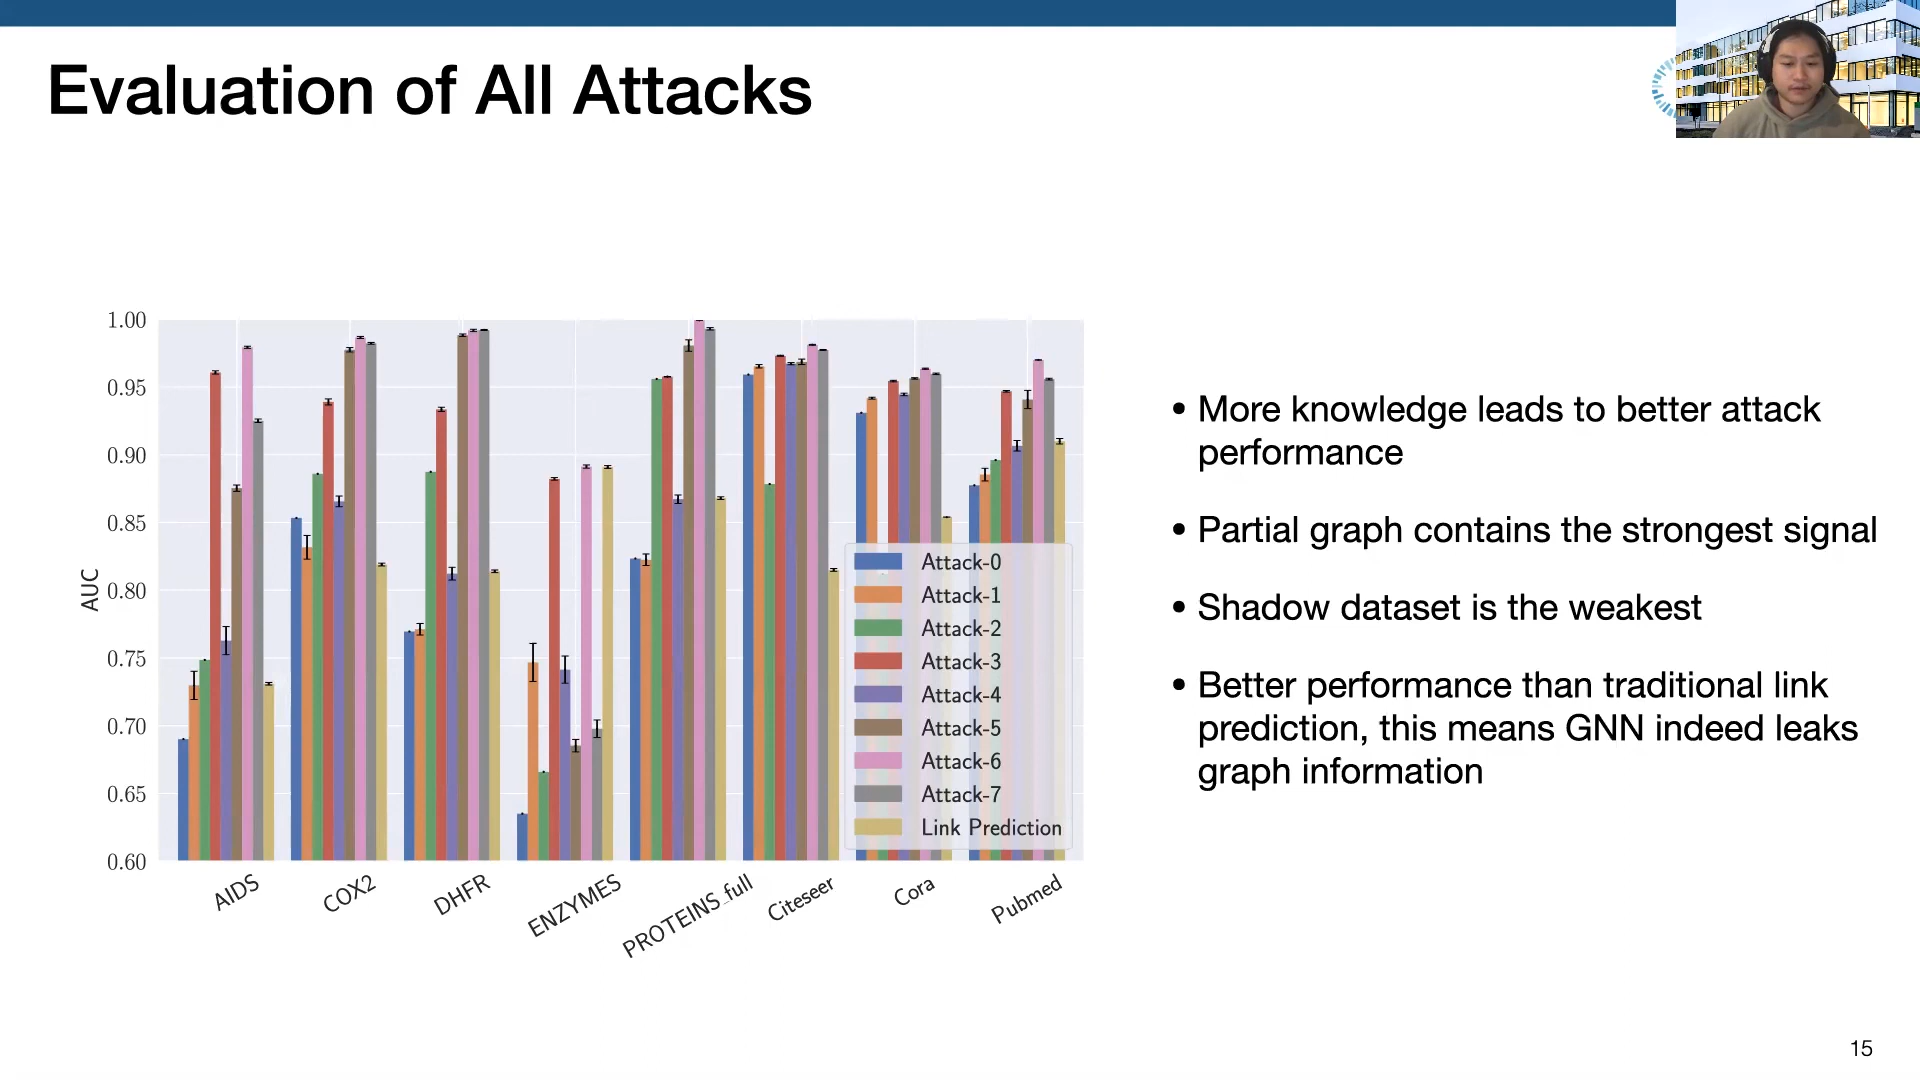 Evaluation of All Attacks
1.00
0.95
0.90
0.85
0.80
0.75
0.70
0.65
0.60
AUC
AIDS
COX2
DHFR
ENZYMES
PROTEINS_full
Citeseer
Cora
Pubmed
Attack-0
Attack-1
Attack-2
Attack-3
Attack-4
Attack-5
Attack-6
Attack-7
Link Prediction
• More knowledge leads to better attack
performance
• Partial graph contains the strongest signal
• Shadow dataset is the weakest
• Better performance than traditional link
prediction, this means GNN indeed leaks
graph information
15